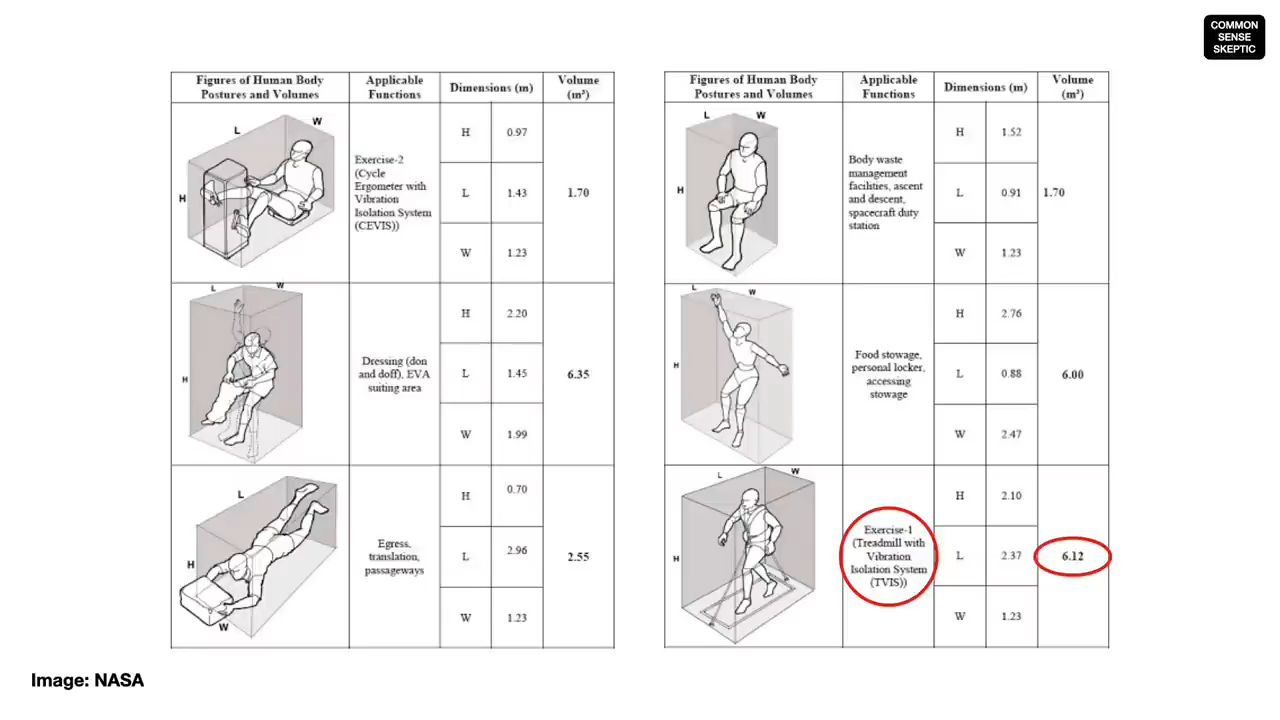 COMMON
SENSE
SKEPTIC
Figures of Human Body
Postures and Volumes
Applicable
Functions
Dimensions (m)
Volume
(m³)
L
W
H
Exercise-2
(Cycle
Ergometer with
Vibration
Isolation System
(CEVIS))
H 0.97
L 1.43
W 1.23
1.70
L
W
H
Dressing (don
and doff), EVA
suiting area
H 2.20
L 1.45
W 1.99
6.35
L
H
W
Egress,
translation,
passageways
H 0.70
L 2.96
W 1.23
2.55
Figures of Human Body
Postures and Volumes
Applicable
Functions
Dimensions (m)
Volume
(m³)
L
W
H
Body waste
management
facilities, ascent
and descent,
spacecraft duty
station
H 1.52
L 0.91
W 1.23
1.70
L
W
H
Food stowage,
personal locker,
accessing
stowage
H 2.76
L 0.88
W 2.47
6.00
L
W
H
Exercise-1
(Treadmill with
Vibration
Isolation System
(TVIS))
H 2.10
L 2.37
W 1.23
6.12
Image: NASA